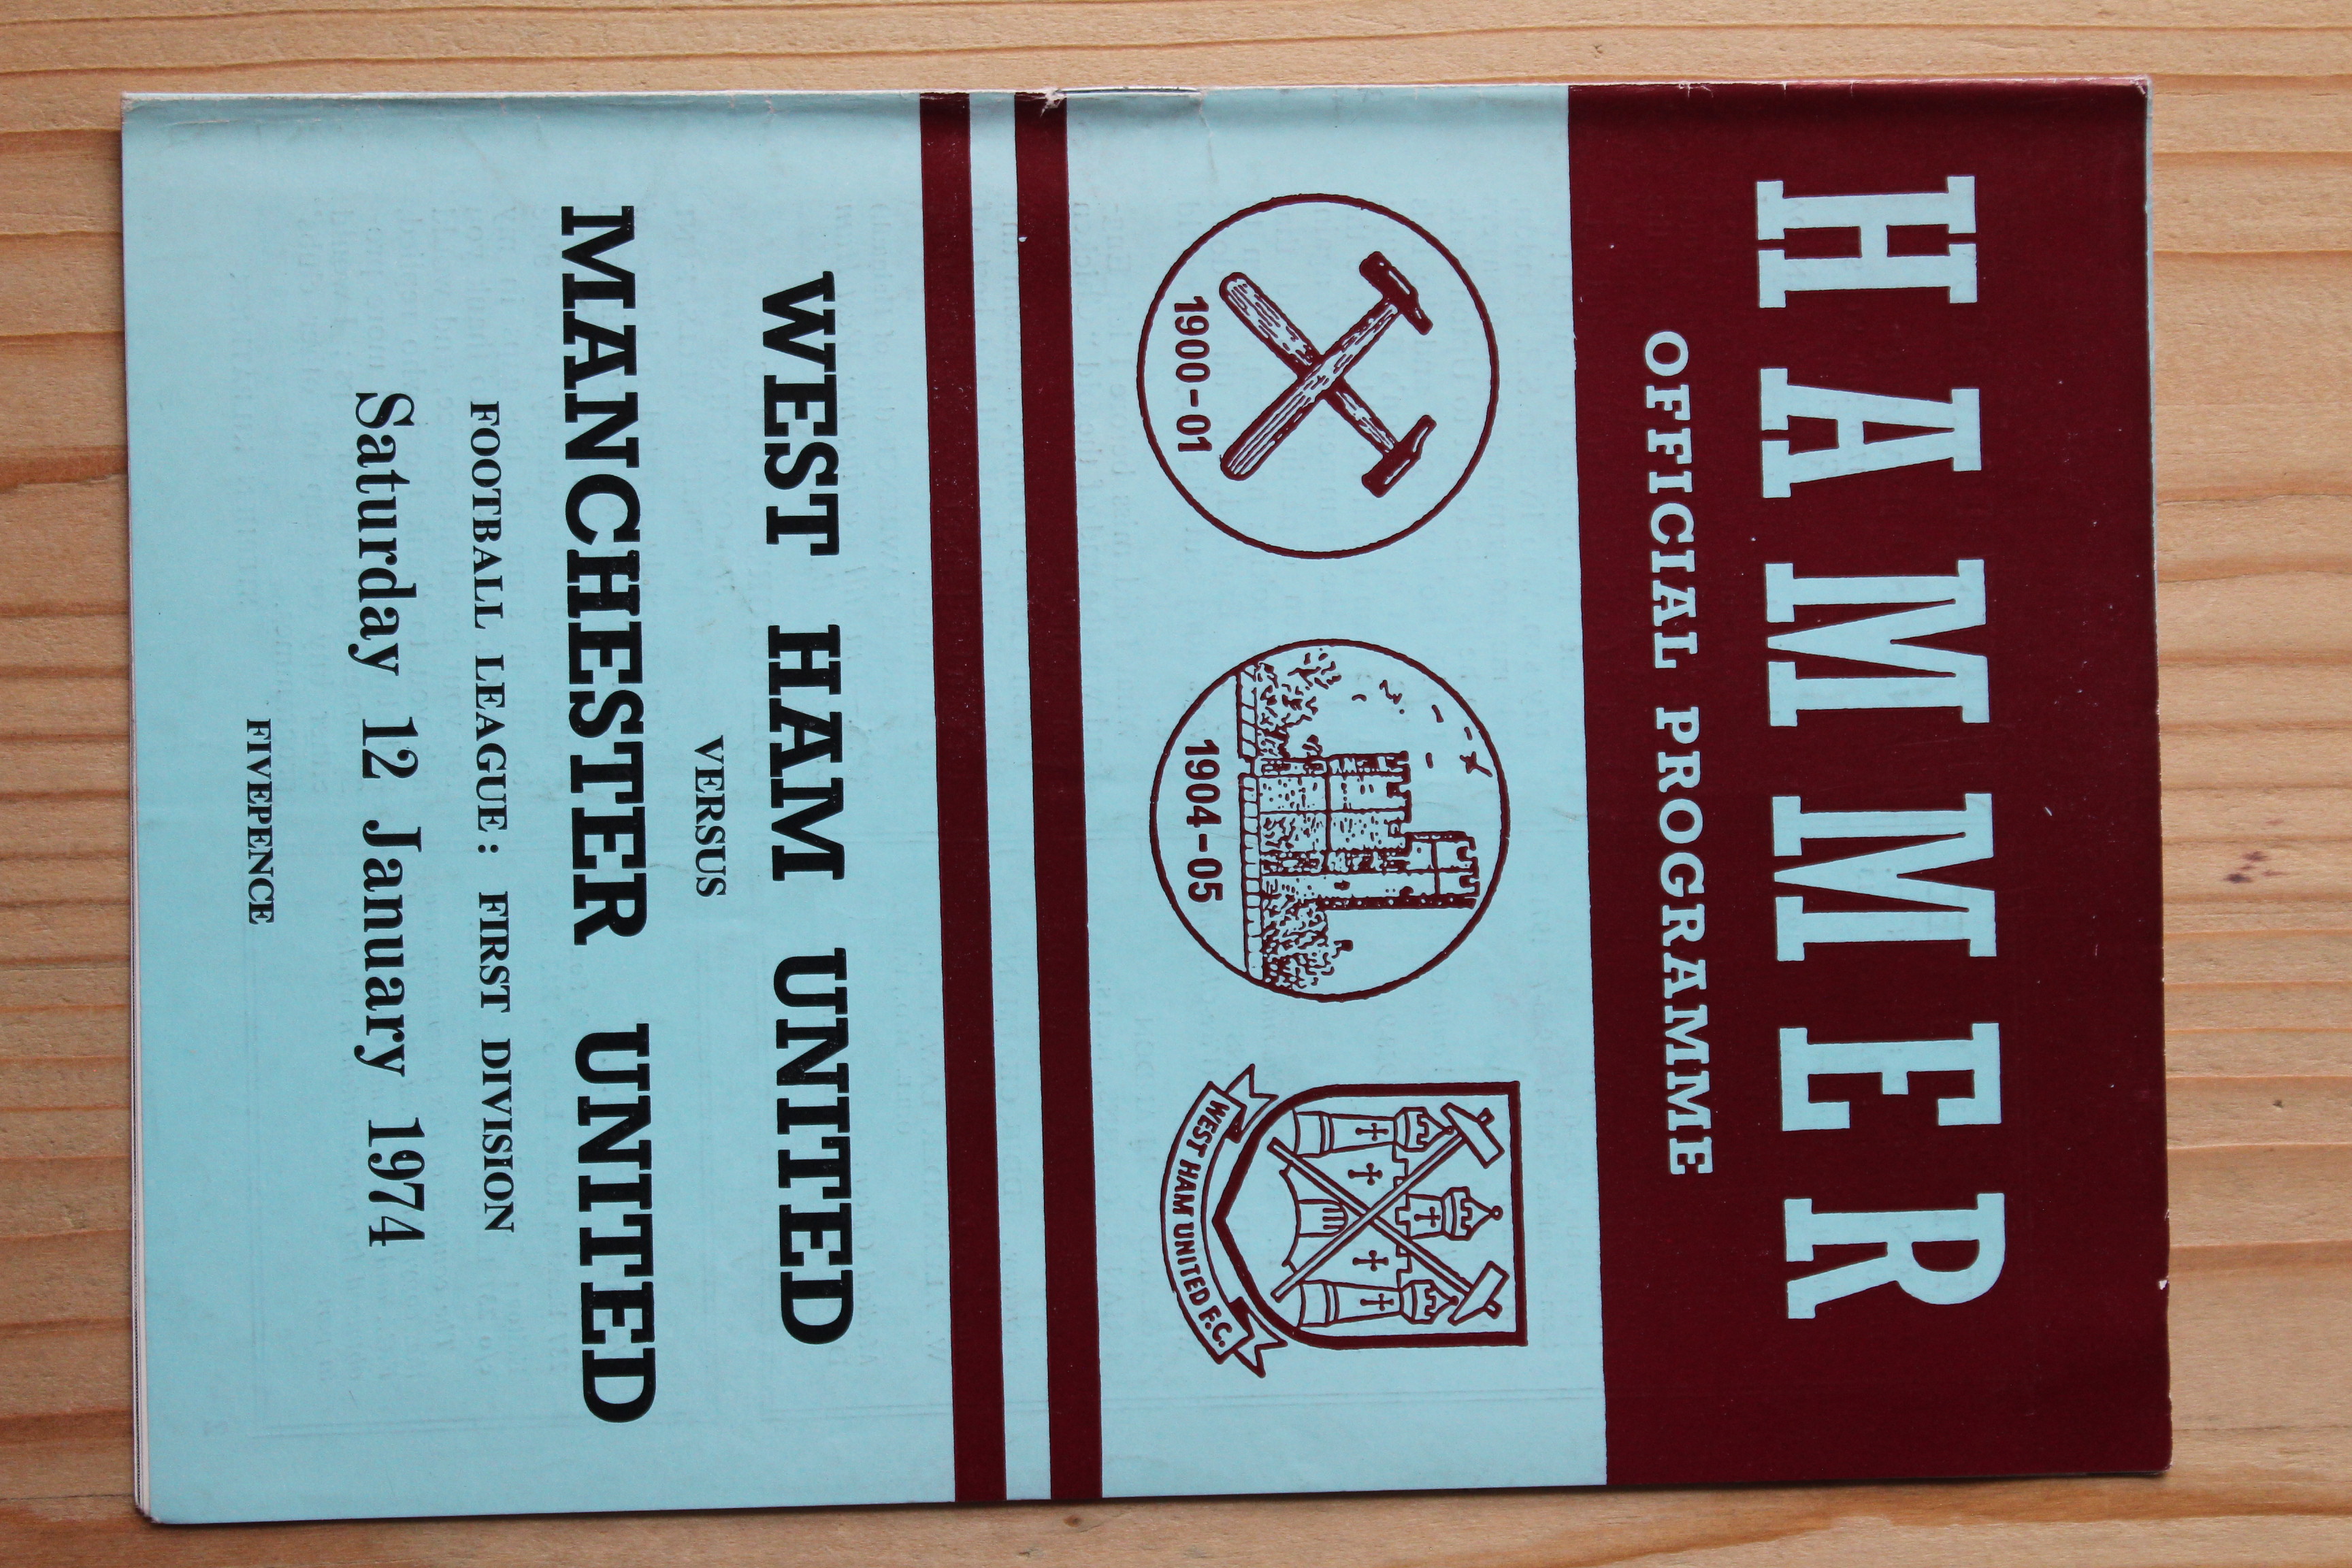 HAMMER
OFFICIAL PROGRAMME
1900-01
1904-05
WEST HAM UNITED F.C.
WEST HAM UNITED
VERSUS
MANCHESTER UNITED
FOOTBALL LEAGUE: FIRST DIVISION
Saturday 12 January 1974
FIVEPENCE